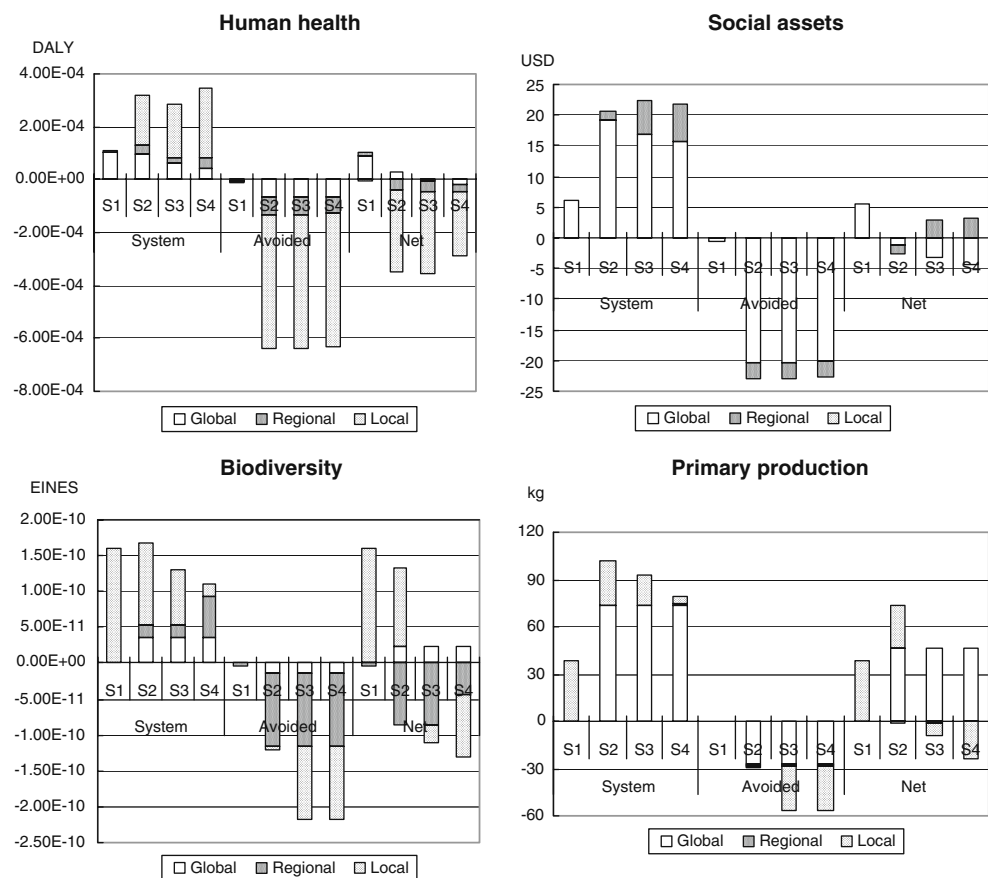 Human health
DALY
4.00E-04
2.00E-04
0.00E+00
-2.00E-04
-4.00E-04
-6.00E-04
-8.00E-04
S1 S2 S3 S4 S1 S2 S3 S4 S1 S2 S3 S4
System Avoided Net
Global Regional Local
Social assets
USD
25
20
15
10
5
0
-5
-10
-15
-20
-25
S1 S2 S3 S4 S1 S2 S3 S4 S1 S2 S3 S4
System Avoided Net
Global Regional Local
Biodiversity
EINES
2.00E-10
1.50E-10
1.00E-10
5.00E-11
0.00E+00
-5.00E-11
-1.00E-10
-1.50E-10
-2.00E-10
-2.50E-10
S1 S2 S3 S4 S1 S2 S3 S4 S1 S2 S3 S4
System Avoided Net
Global Regional Local
Primary production
kg
120
90
60
30
0
-30
-60
S1 S2 S3 S4 S1 S2 S3 S4 S1 S2 S3 S4
System Avoided Net
Global Regional Local